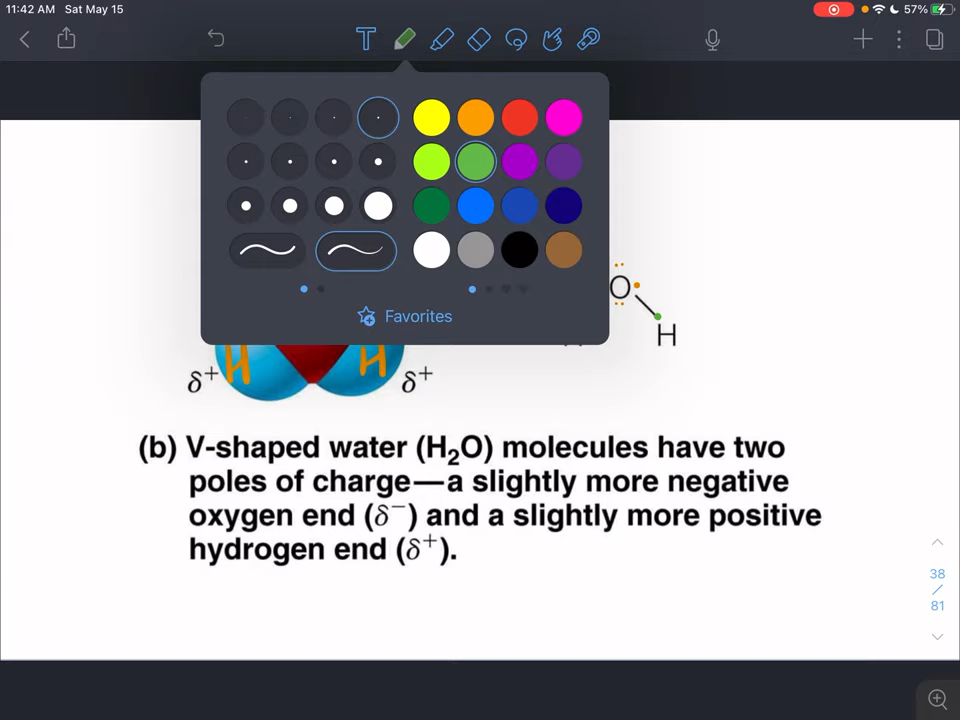 11:42 AM Sat May 15
57%
T
Favorites
O
H
H H
δ+ δ+
(b) V-shaped water (H₂O) molecules have two
poles of charge—a slightly more negative
oxygen end (δ⁻) and a slightly more positive
hydrogen end (δ⁺).
38
/
81